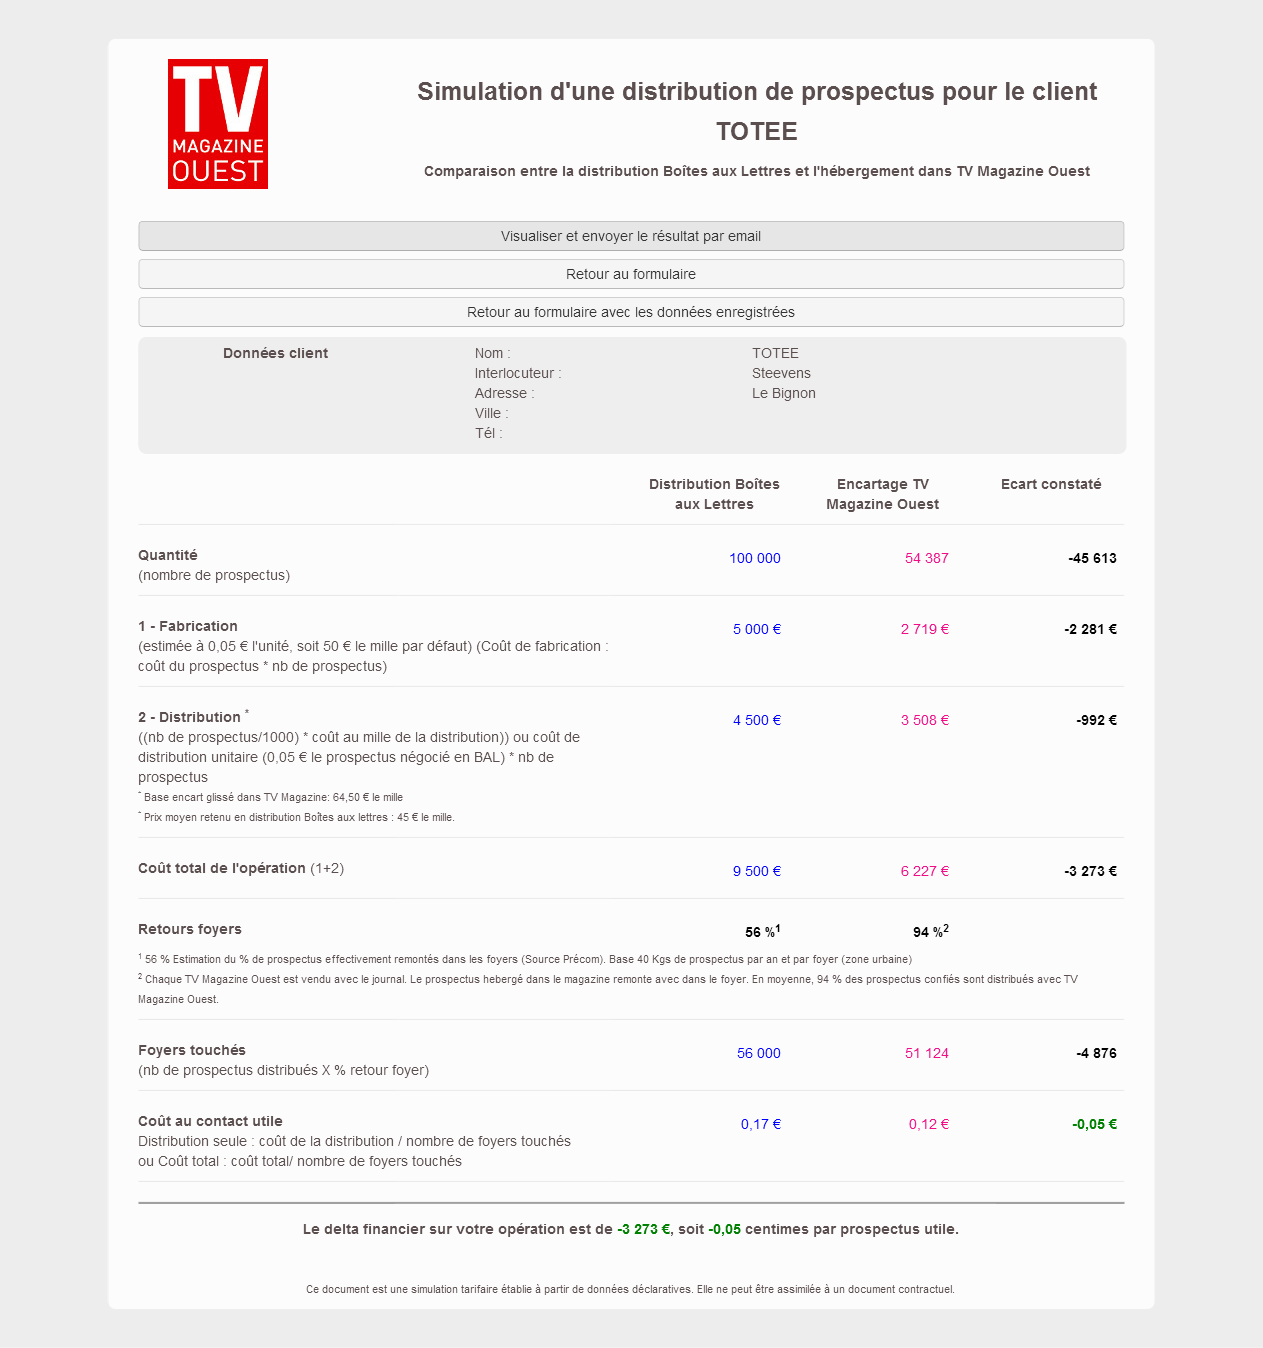 TV
MAGAZINE
OUEST
Simulation d'une distribution de prospectus pour le client
TOTEE
Comparaison entre la distribution Boîtes aux Lettres et l'hébergement dans TV Magazine Ouest
Visualiser et envoyer le résultat par email
Retour au formulaire
Retour au formulaire avec les données enregistrées
Données client Nom : TOTEE
Interlocuteur : Steevens
Adresse : Le Bignon
Ville :
Tél :
Distribution Boîtes Encartage TV Ecart constaté
aux Lettres Magazine Ouest
Quantité 100 000 54 387 -45 613
(nombre de prospectus)
1 - Fabrication 5 000 € 2 719 € -2 281 €
(estimée à 0,05 € l'unité, soit 50 € le mille par défaut) (Coût de fabrication :
coût du prospectus * nb de prospectus)
2 - Distribution * 4 500 € 3 508 € -992 €
((nb de prospectus/1000) * coût au mille de la distribution)) ou coût de
distribution unitaire (0,05 € le prospectus négocié en BAL) * nb de
prospectus
* Base encart glissé dans TV Magazine: 64,50 € le mille
* Prix moyen retenu en distribution Boîtes aux lettres : 45 € le mille.
Coût total de l'opération (1+2) 9 500 € 6 227 € -3 273 €
Retours foyers 56 %1 94 %2
1 56 % Estimation du % de prospectus effectivement remontés dans les foyers (Source Précom). Base 40 Kgs de prospectus par an et par foyer (zone urbaine)
2 Chaque TV Magazine Ouest est vendu avec le journal. Le prospectus hebergé dans le magazine remonte avec dans le foyer. En moyenne, 94 % des prospectus confiés sont distribués avec TV
Magazine Ouest.
Foyers touchés 56 000 51 124 -4 876
(nb de prospectus distribués X % retour foyer)
Coût au contact utile 0,17 € 0,12 € -0,05 €
Distribution seule : coût de la distribution / nombre de foyers touchés
ou Coût total : coût total/ nombre de foyers touchés
Le delta financier sur votre opération est de -3 273 €, soit -0,05 centimes par prospectus utile.
Ce document est une simulation tarifaire établie à partir de données déclaratives. Elle ne peut être assimilée à un document contractuel.